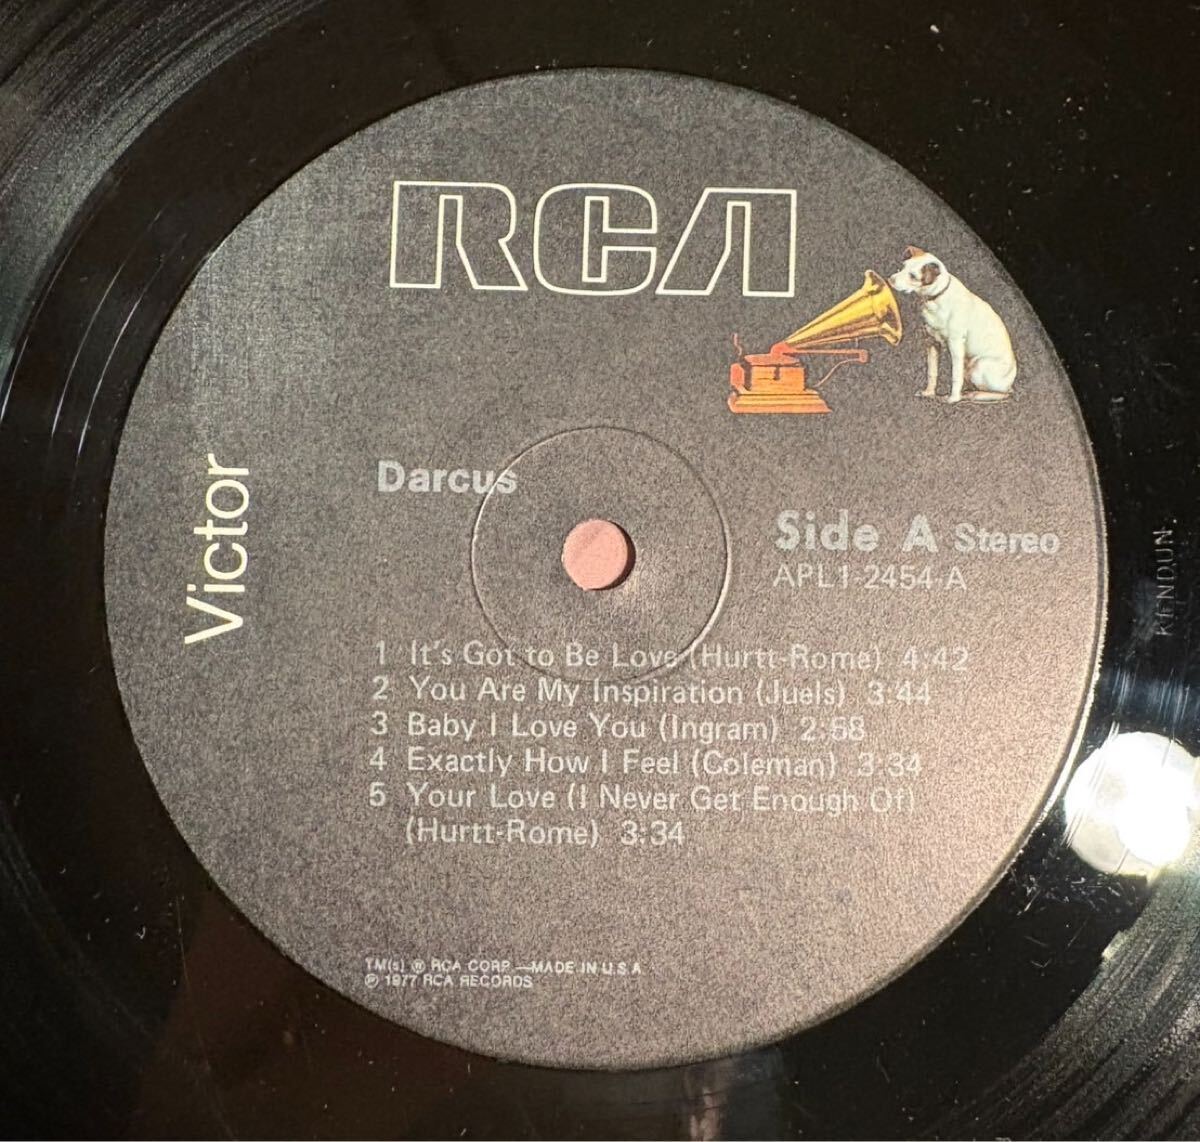 RCA
Victor
Darcus
Side A Stereo
APL1-2454-A
1 It's Got to Be Love (Hurtt-Rome) 4:42
2 You Are My Inspiration (Juels) 3:44
3 Baby I Love You (Ingram) 2:58
4 Exactly How I Feel (Coleman) 3:34
5 Your Love (I Never Get Enough Of)
(Hurtt-Rome) 3:34
TM(s) ® RCA CORP.—MADE IN U.S.A.
℗ 1977 RCA RECORDS
KENDUN.